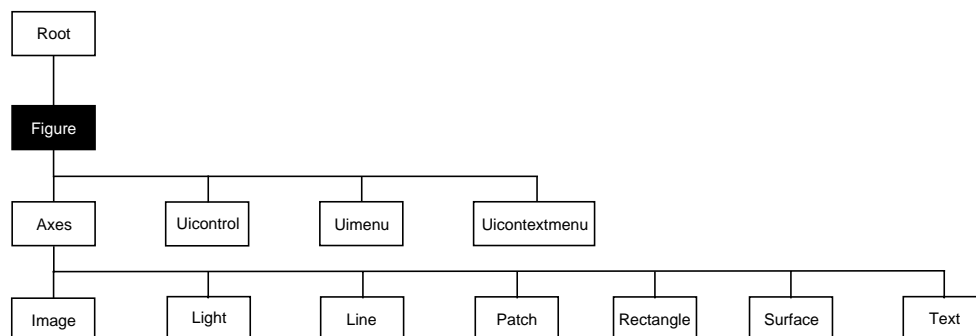 Root
Figure
Axes
Uicontrol
Uimenu
Uicontextmenu
Image
Light
Line
Patch
Rectangle
Surface
Text